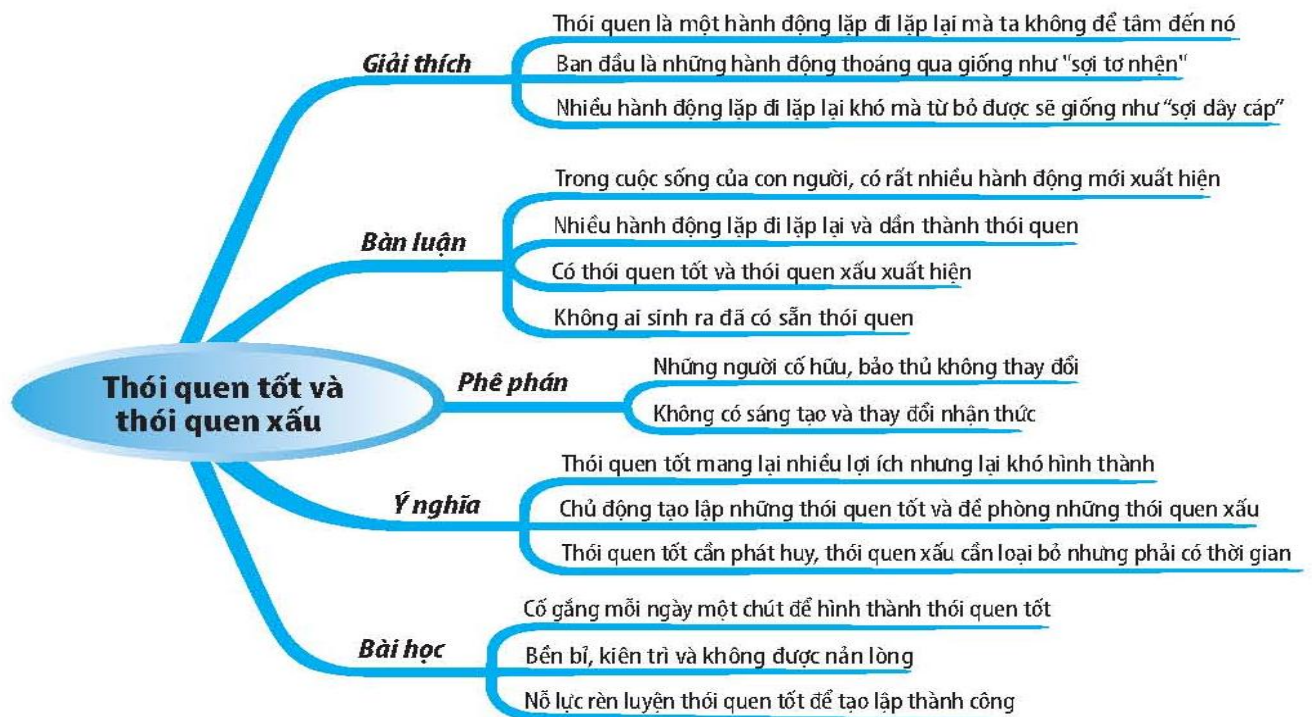 Thói quen tốt và
thói quen xấu
Giải thích
Thói quen là một hành động lặp đi lặp lại mà ta không để tâm đến nó
Ban đầu là những hành động thoáng qua giống như "sợi tơ nhện"
Nhiều hành động lặp đi lặp lại khó mà từ bỏ được sẽ giống như “sợi dây cáp”
Bàn luận
Trong cuộc sống của con người, có rất nhiều hành động mới xuất hiện
Nhiều hành động lặp đi lặp lại và dần thành thói quen
Có thói quen tốt và thói quen xấu xuất hiện
Không ai sinh ra đã có sẵn thói quen
Phê phán
Những người cố hữu, bảo thủ không thay đổi
Không có sáng tạo và thay đổi nhận thức
Ý nghĩa
Thói quen tốt mang lại nhiều lợi ích nhưng lại khó hình thành
Chủ động tạo lập những thói quen tốt và đề phòng những thói quen xấu
Thói quen tốt cần phát huy, thói quen xấu cần loại bỏ nhưng phải có thời gian
Bài học
Cố gắng mỗi ngày một chút để hình thành thói quen tốt
Bền bỉ, kiên trì và không được nản lòng
Nỗ lực rèn luyện thói quen tốt để tạo lập thành công